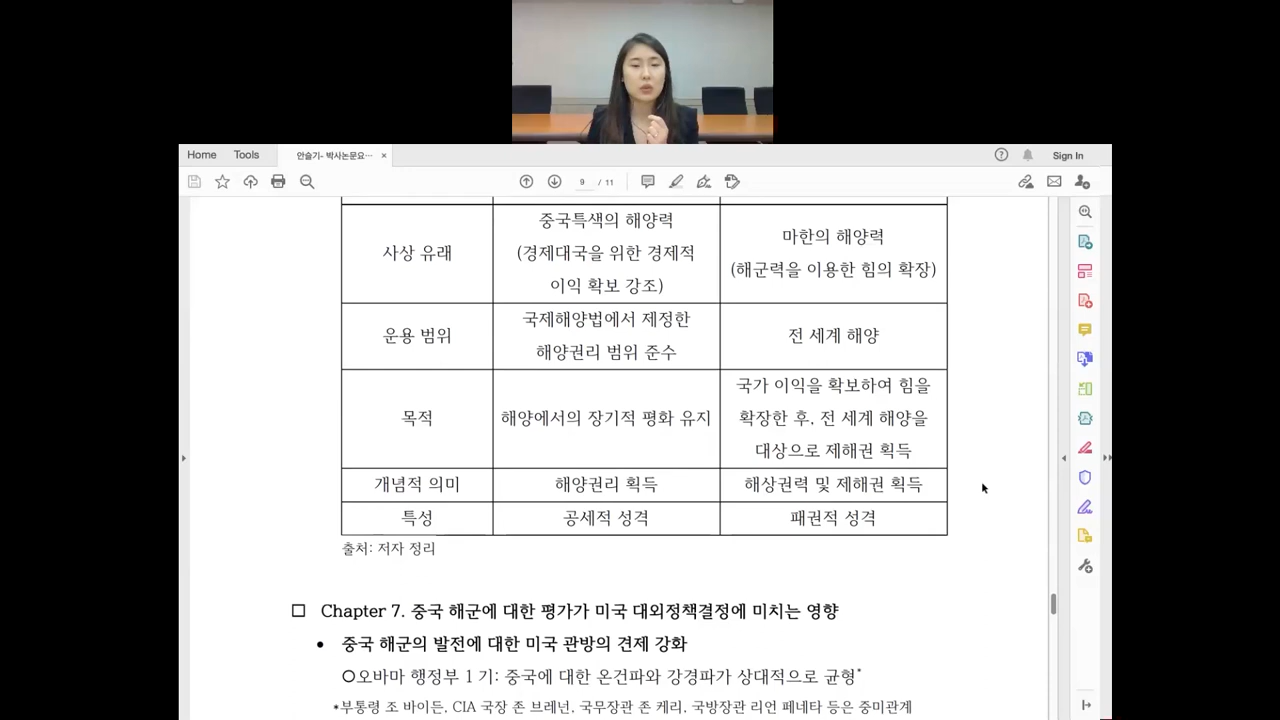 Home Tools 안슬기- 박사논문요… × Sign In
9 / 11
사상 유래
중국특색의 해양력
(경제대국을 위한 경제적
이익 확보 강조)
마한의 해양력
(해군력을 이용한 힘의 확장)
운용 범위
국제해양법에서 제정한
해양권리 범위 준수
전 세계 해양
목적
해양에서의 장기적 평화 유지
국가 이익을 확보하여 힘을
확장한 후, 전 세계 해양을
대상으로 제해권 획득
개념적 의미
해양권리 획득
해상권력 및 제해권 획득
특성
공세적 성격
패권적 성격
출처: 저자 정리
□ Chapter 7. 중국 해군에 대한 평가가 미국 대외정책결정에 미치는 영향
• 중국 해군의 발전에 대한 미국 관방의 견제 강화
○오바마 행정부 1기: 중국에 대한 온건파와 강경파가 상대적으로 균형*
*부통령 조 바이든, CIA 국장 존 브레넌, 국무장관 존 케리, 국방장관 리언 페네타 등은 중미관계